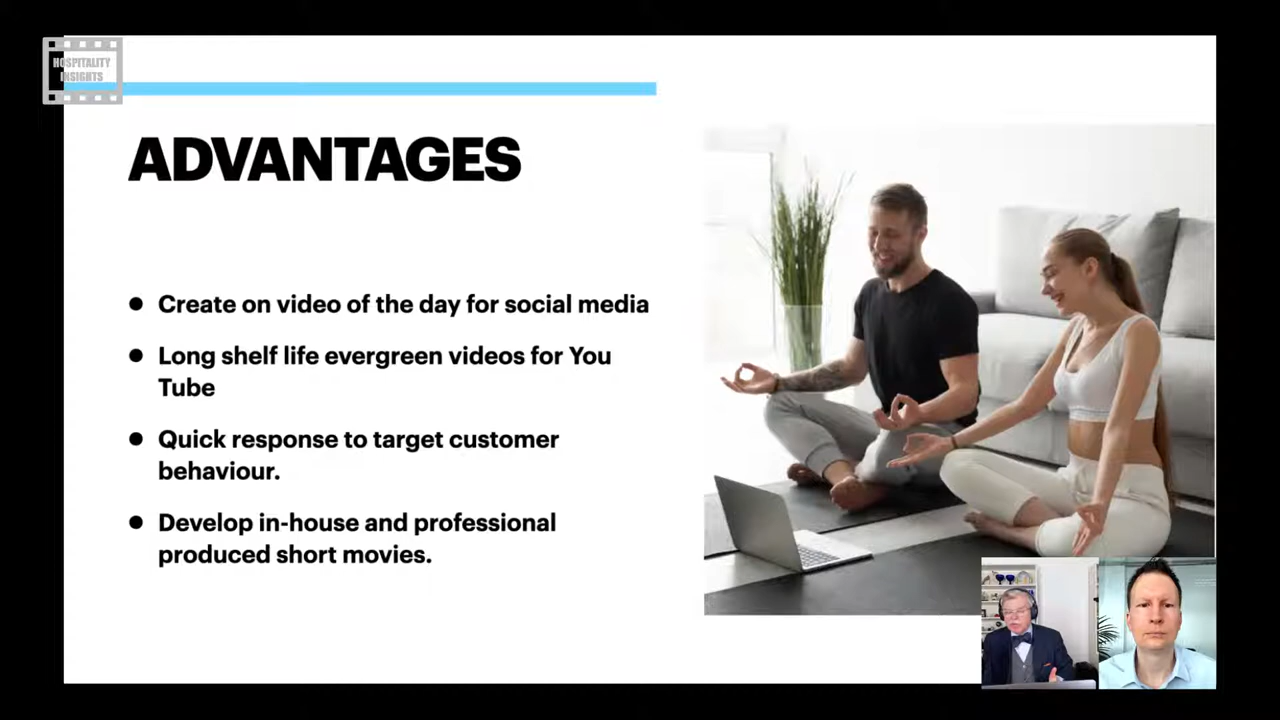 HOSPITALITY
INSIGHTS
ADVANTAGES
● Create on video of the day for social media
● Long shelf life evergreen videos for You
Tube
● Quick response to target customer
behaviour.
● Develop in-house and professional
produced short movies.